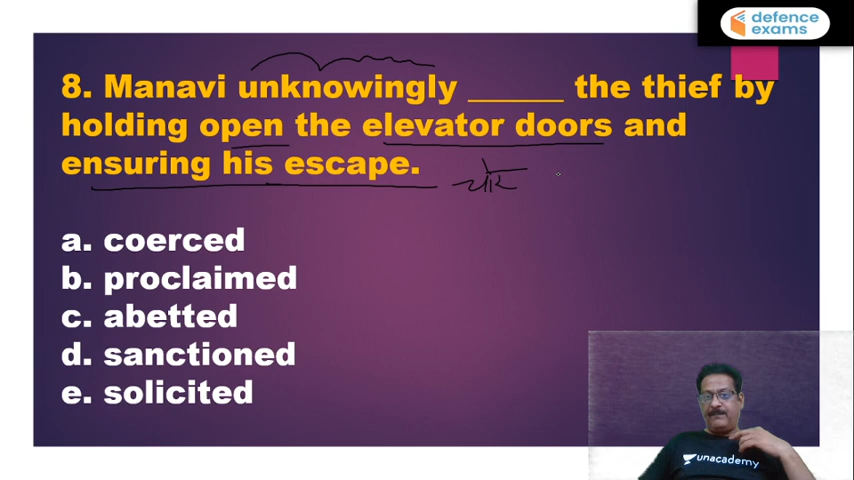 defence
exams
8. Manavi unknowingly ______ the thief by
holding open the elevator doors and
ensuring his escape.
a. coerced
b. proclaimed
c. abetted
d. sanctioned
e. solicited
unacademy